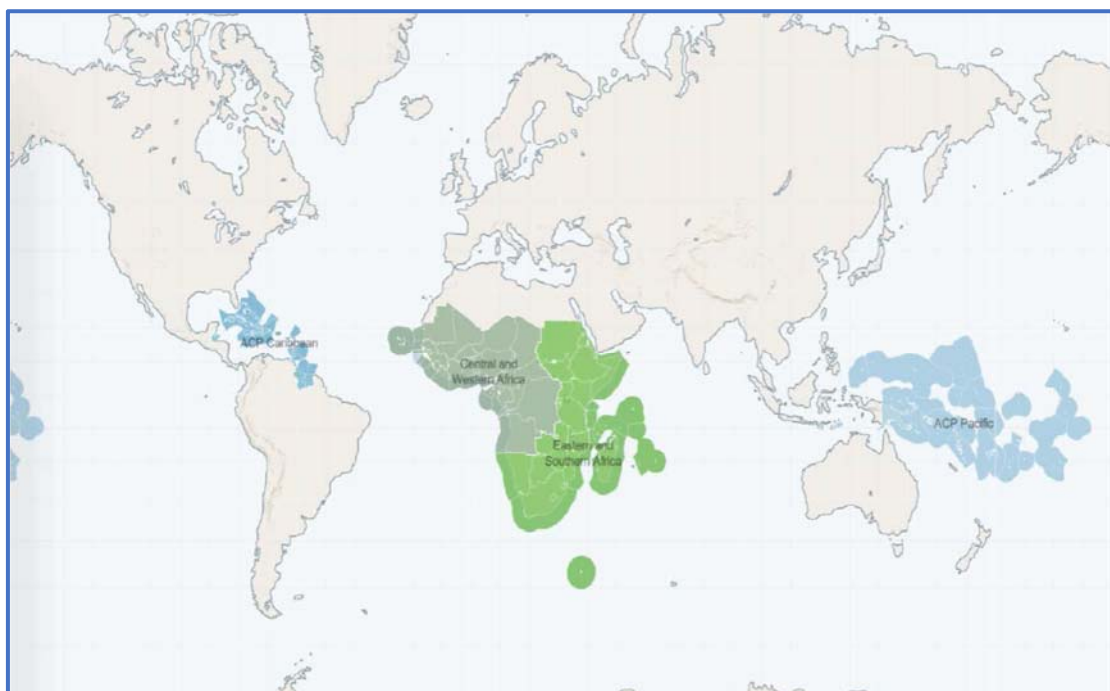 ACP Caribbean
Central and
Western Africa
Eastern and
Southern Africa
ACP Pacific